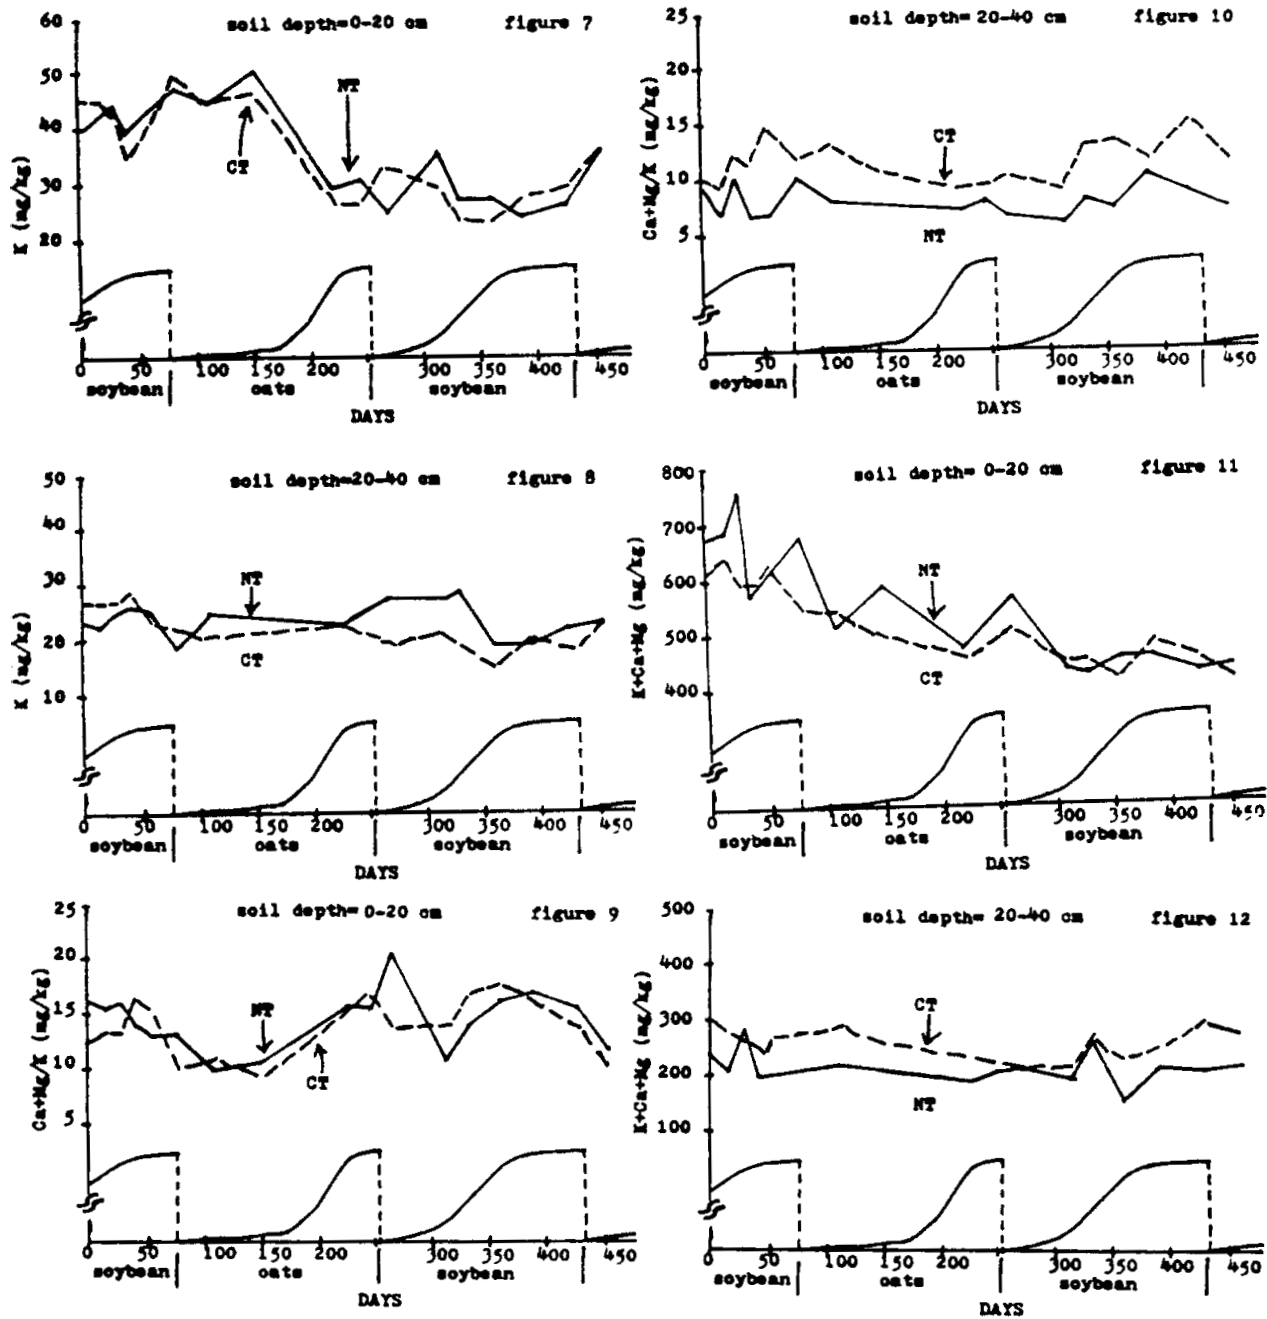 soil depth=0-20 cm figure 7
60
50
40
30
20
K (mg/kg)
NT
CT
0 50 100 150 200 300 350 400 450
soybean oats soybean
DAYS
soil depth= 20-40 cm figure 10
25
20
15
10
5
Ca+Mg/K (mg/kg)
CT
NT
0 50 100 150 200 300 350 400 450
soybean oats soybean
DAYS
soil depth=20-40 cm figure 8
50
40
30
20
10
K (mg/kg)
NT
CT
0 50 100 150 200 300 350 400 450
soybean oats soybean
DAYS
soil depth= 0-20 cm figure 11
800
700
600
500
400
K+Ca+Mg (mg/kg)
NT
CT
0 50 100 150 200 300 350 400 450
soybean oats soybean
DAYS
soil depth= 0-20 cm figure 9
25
20
15
10
5
Ca+Mg/K (mg/kg)
NT
CT
0 50 100 150 200 300 350 400 450
soybean oats soybean
DAYS
soil depth= 20-40 cm figure 12
500
400
300
200
100
K+Ca+Mg (mg/kg)
CT
NT
0 50 100 150 200 300 350 400 450
soybean oats soybean
DAYS